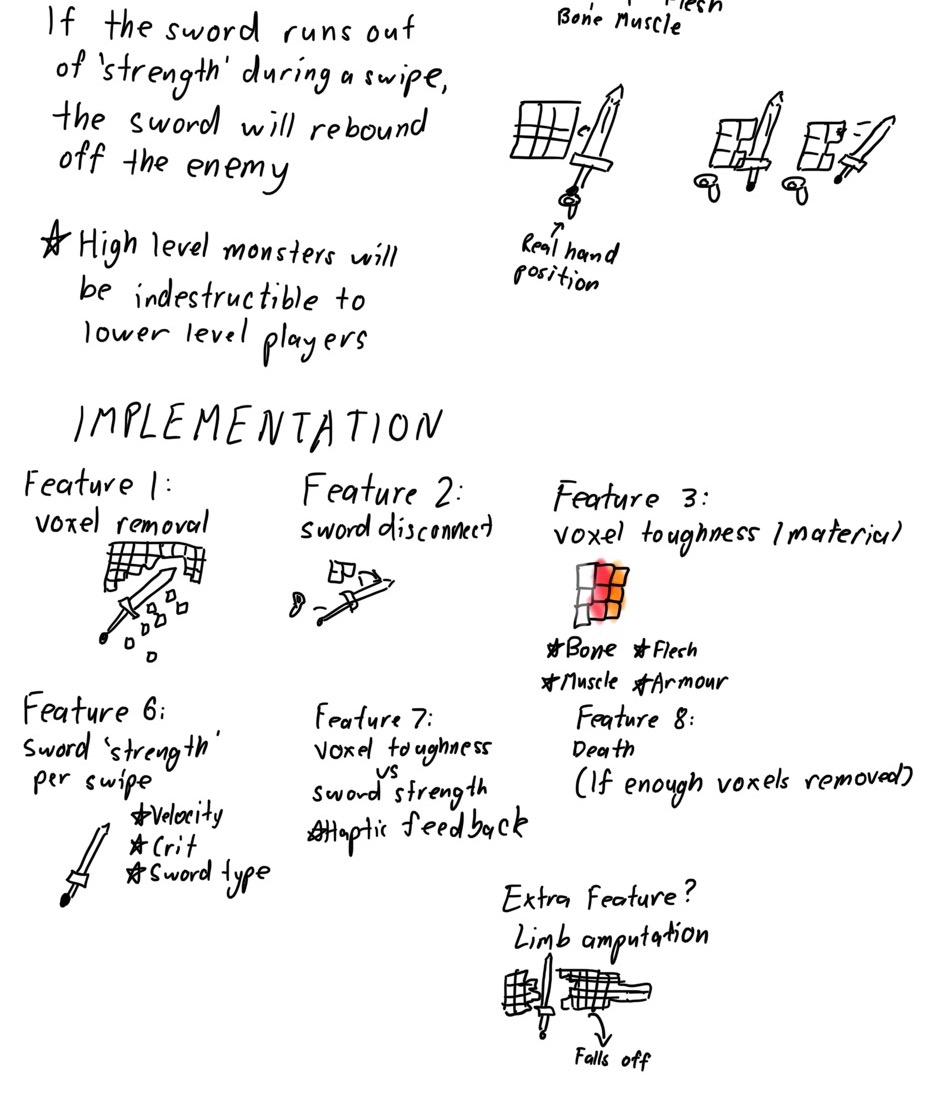 Flesh
Bone Muscle
If the sword runs out
of 'strength' during a swipe,
the sword will rebound
off the enemy
Real hand
position
☆ High level monsters will
be indestructible to
lower level players
IMPLEMENTATION
Feature 1:
voxel removal
Feature 2:
sword disconnect
Feature 3:
voxel toughness / material
☆Bone ☆Flesh
☆Muscle ☆Armour
Feature 6:
Sword 'strength'
per swipe
☆Velocity
☆Crit
☆Sword type
Feature 7:
voxel toughness
vs
sword strength
☆Haptic feedback
Feature 8:
Death
(If enough voxels removed)
Extra Feature?
Limb amputation
Falls off